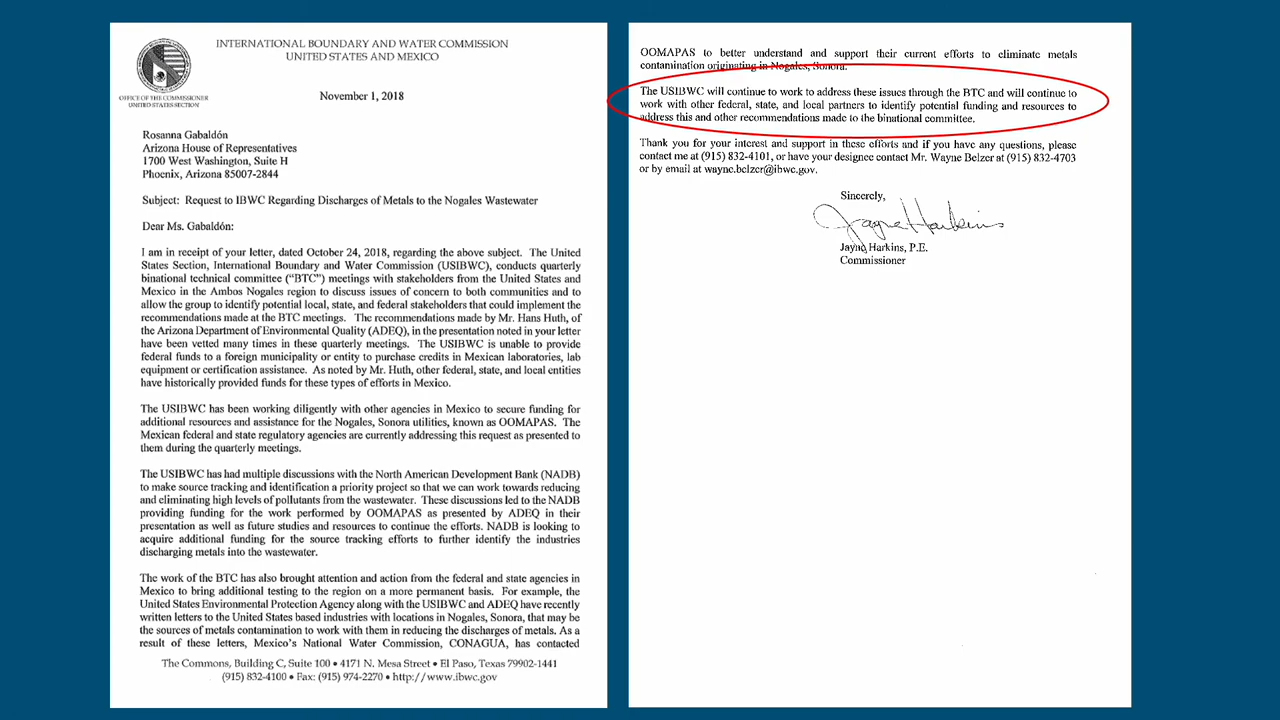 INTERNATIONAL BOUNDARY AND WATER COMMISSION
UNITED STATES AND MEXICO
OFFICE OF THE COMMISSIONER
UNITED STATES SECTION
November 1, 2018
Rosanna Gabaldón
Arizona House of Representatives
1700 West Washington, Suite H
Phoenix, Arizona 85007-2844
Subject: Request to IBWC Regarding Discharges of Metals to the Nogales Wastewater
Dear Ms. Gabaldón:
I am in receipt of your letter, dated October 24, 2018, regarding the above subject. The United
States Section, International Boundary and Water Commission (USIBWC), conducts quarterly
binational technical committee ("BTC") meetings with stakeholders from the United States and
Mexico in the Ambos Nogales region to discuss issues of concern to both communities and to
allow the group to identify potential local, state, and federal stakeholders that could implement the
recommendations made at the BTC meetings. The recommendations made by Mr. Hans Huth, of
the Arizona Department of Environmental Quality (ADEQ), in the presentation noted in your letter
have been vetted many times in these quarterly meetings. The USIBWC is unable to provide
federal funds to a foreign municipality or entity to purchase credits in Mexican laboratories, lab
equipment or certification assistance. As noted by Mr. Huth, other federal, state, and local entities
have historically provided funds for these types of efforts in Mexico.
The USIBWC has been working diligently with other agencies in Mexico to secure funding for
additional resources and assistance for the Nogales, Sonora utilities, known as OOMAPAS. The
Mexican federal and state regulatory agencies are currently addressing this request as presented to
them during the quarterly meetings.
The USIBWC has had multiple discussions with the North American Development Bank (NADB)
to make source tracking and identification a priority project so that we can work towards reducing
and eliminating high levels of pollutants from the wastewater. These discussions led to the NADB
providing funding for the work performed by OOMAPAS as presented by ADEQ in their
presentation as well as future studies and resources to continue the efforts. NADB is looking to
acquire additional funding for the source tracking efforts to further identify the industries
discharging metals into the wastewater.
The work of the BTC has also brought attention and action from the federal and state agencies in
Mexico to bring additional testing to the region on a more permanent basis. For example, the
United States Environmental Protection Agency along with the USIBWC and ADEQ have recently
written letters to the United States based industries with locations in Nogales, Sonora, that may be
the sources of metals contamination to work with them in reducing the discharges of metals. As a
result of these letters, Mexico's National Water Commission, CONAGUA, has contacted
The Commons, Building C, Suite 100 • 4171 N. Mesa Street • El Paso, Texas 79902-1441
(915) 832-4100 • Fax: (915) 974-2270 • http://www.ibwc.gov
OOMAPAS to better understand and support their current efforts to eliminate metals
contamination originating in Nogales, Sonora.
The USIBWC will continue to work to address these issues through the BTC and will continue to
work with other federal, state, and local partners to identify potential funding and resources to
address this and other recommendations made to the binational committee.
Thank you for your interest and support in these efforts and if you have any questions, please
contact me at (915) 832-4101, or have your designee contact Mr. Wayne Belzer at (915) 832-4703
or by email at wayne.belzer@ibwc.gov.
Sincerely,
Jayne Harkins
Jayne Harkins, P.E.
Commissioner